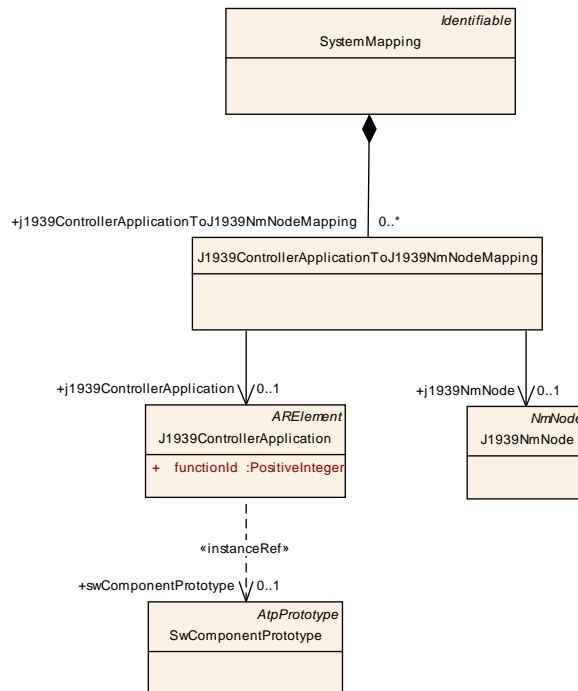 Identifiable
SystemMapping
+j1939ControllerApplicationToJ1939NmNodeMapping 0..*
J1939ControllerApplicationToJ1939NmNodeMapping
+j1939ControllerApplication 0..1
+j1939NmNode 0..1
ARElement
J1939ControllerApplication
+ functionId :PositiveInteger
NmNode
J1939NmNode
«instanceRef»
+swComponentPrototype 0..1
AtpPrototype
SwComponentPrototype